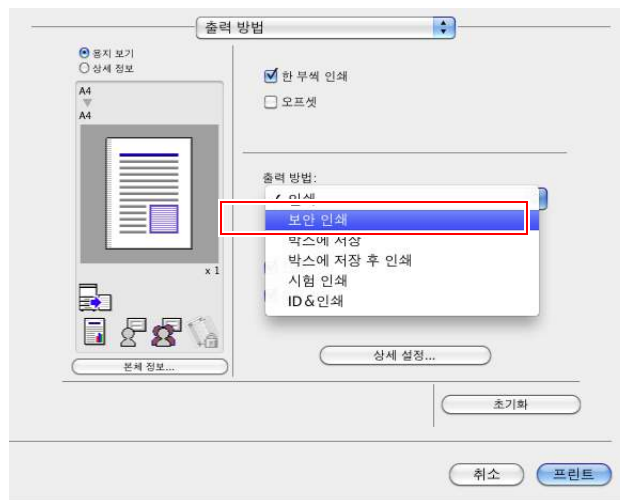 출력 방법
용지 보기
상세 정보
A4
A4
x 1
본체 정보...
한 부씩 인쇄
오프셋
출력 방법:
인쇄
보안 인쇄
박스에 저장
박스에 저장 후 인쇄
시험 인쇄
ID&인쇄
상세 설정...
초기화
취소
프린트